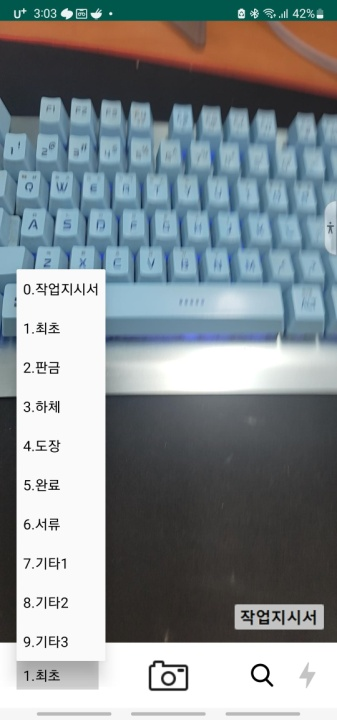 U+ 3:03 42%
Q W E
A S D
Z X C V
0.작업지시서
1.최초
2.판금
3.하체
4.도장
5.완료
6.서류
7.기타1
8.기타2
9.기타3
작업지시서
1.최초